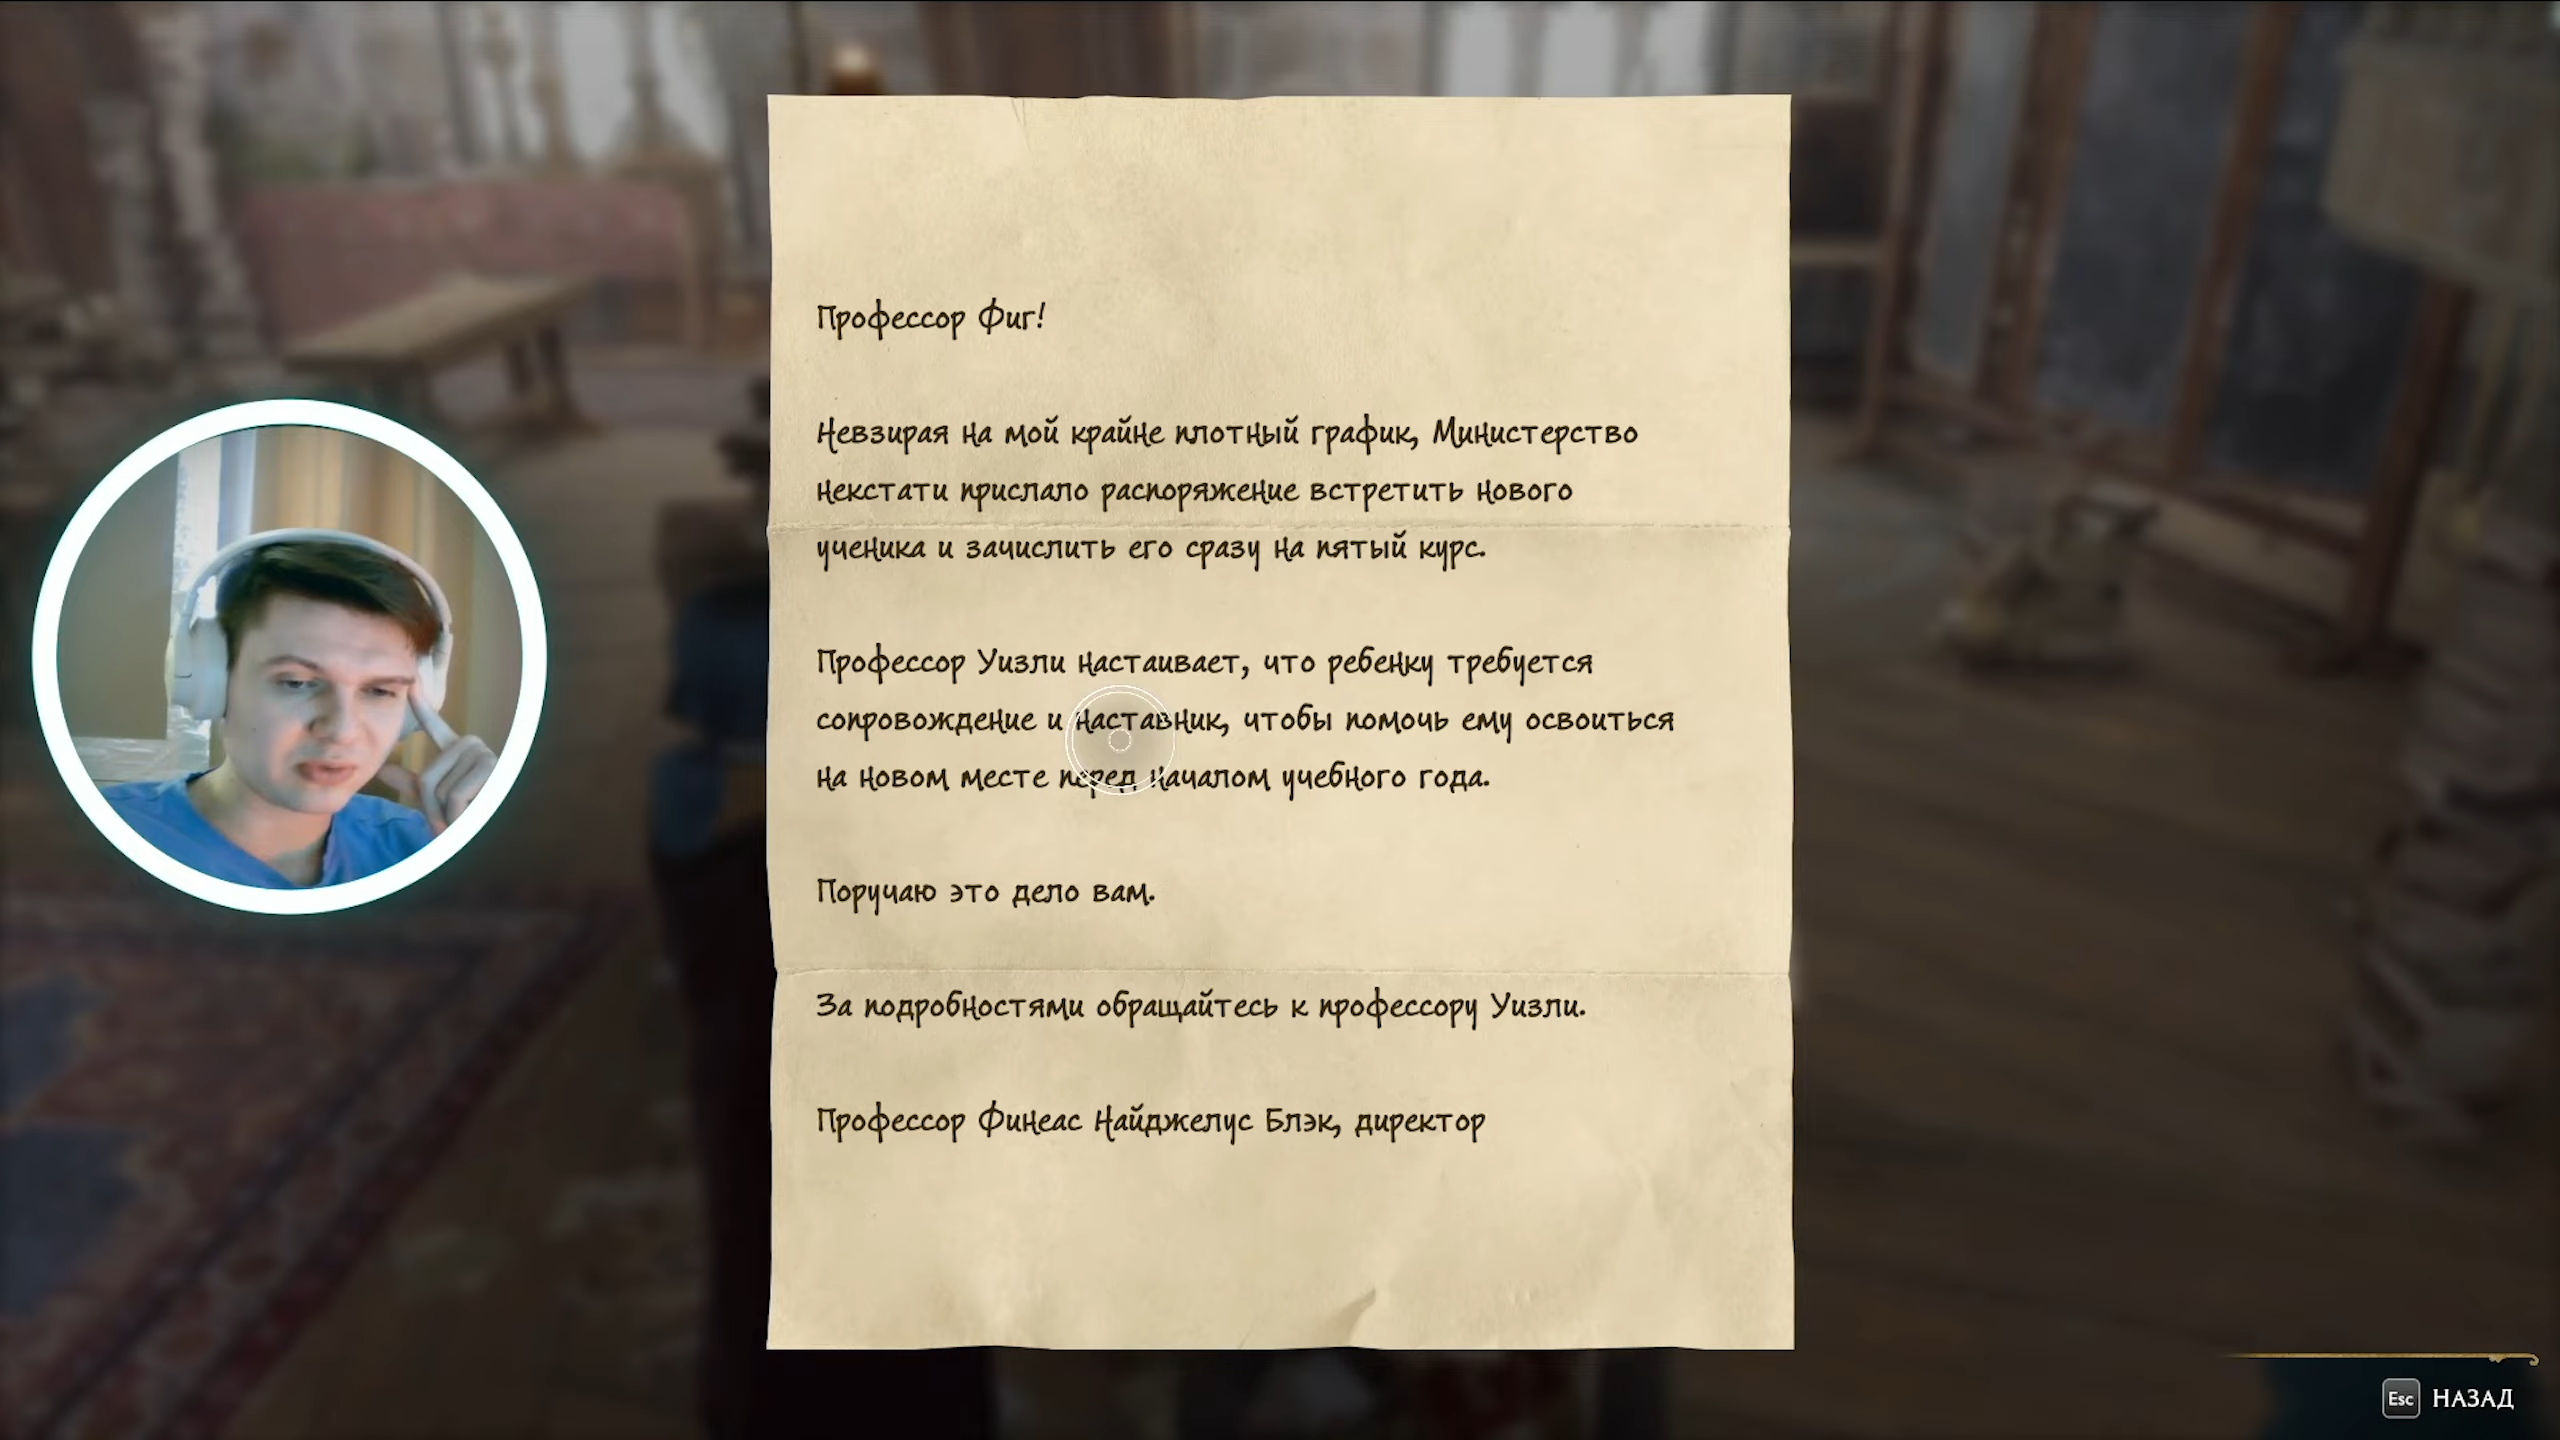 Профессор Фиг!
Невзирая на мой крайне плотный график, Министерство
некстати прислало распоряжение встретить нового
ученика и зачислить его сразу на пятый курс.
Профессор Уизли настаивает, что ребенку требуется
сопровождение и наставник, чтобы помочь ему освоиться
на новом месте перед началом учебного года.
Поручаю это дело вам.
За подробностями обращайтесь к профессору Уизли.
Профессор Финеас Найджелус Блэк, директор
Esc НАЗАД